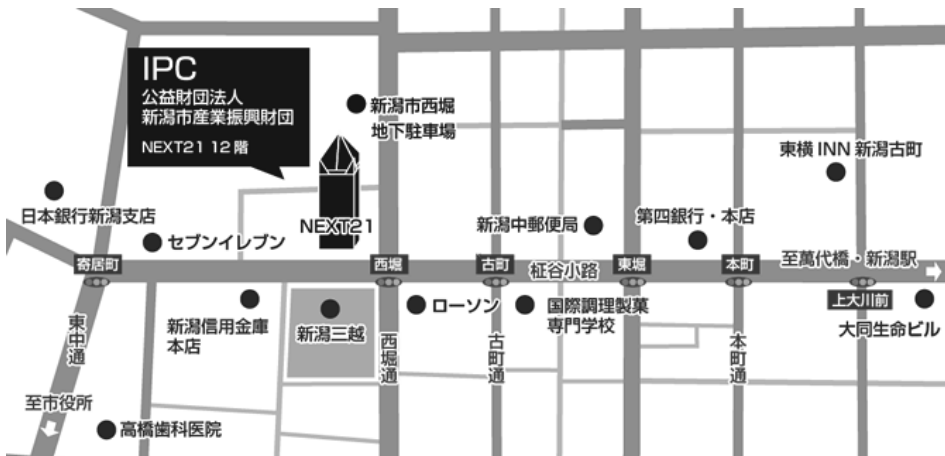 IPC
公益財団法人
新潟市産業振興財団
NEXT21 12階
新潟市西堀
地下駐車場
東横INN 新潟古町
日本銀行新潟支店
セブンイレブン
NEXT21
新潟中郵便局
第四銀行・本店
寄居町
西堀
古町
柾谷小路
東堀
本町
至萬代橋・新潟駅
上大川前
東中通
新潟信用金庫
本店
新潟三越
ローソン
国際調理製菓
専門学校
大同生命ビル
西堀通
古町通
本町通
至市役所
高橋歯科医院